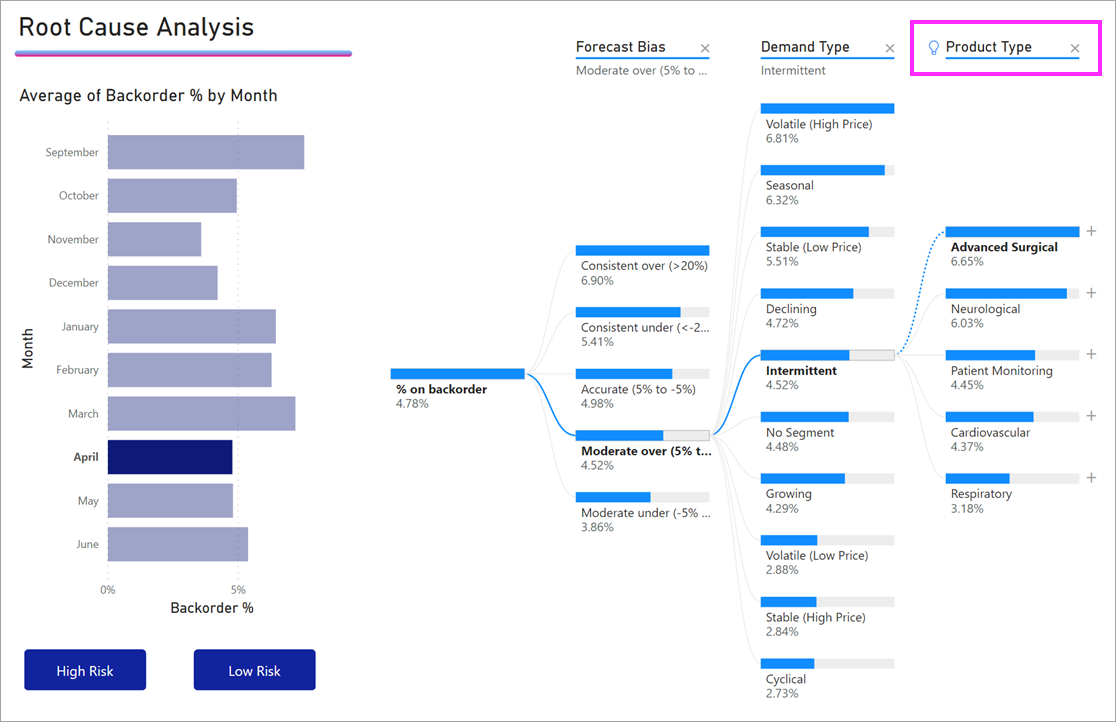 Root Cause Analysis
Average of Backorder % by Month
Month
September
October
November
December
January
February
March
April
May
June
0%
5%
Backorder %
High Risk
Low Risk
% on backorder
4.78%
Forecast Bias ×
Moderate over (5% to ...
Consistent over (>20%)
6.90%
Consistent under (<-2...
5.41%
Accurate (5% to -5%)
4.98%
Moderate over (5% t...
4.52%
Moderate under (-5% ...
3.86%
Demand Type ×
Intermittent
Volatile (High Price)
6.81%
Seasonal
6.32%
Stable (Low Price)
5.51%
Declining
4.72%
Intermittent
4.52%
No Segment
4.48%
Growing
4.29%
Volatile (Low Price)
2.88%
Stable (High Price)
2.84%
Cyclical
2.73%
Product Type ×
Advanced Surgical
6.65%
Neurological
6.03%
Patient Monitoring
4.45%
Cardiovascular
4.37%
Respiratory
3.18%